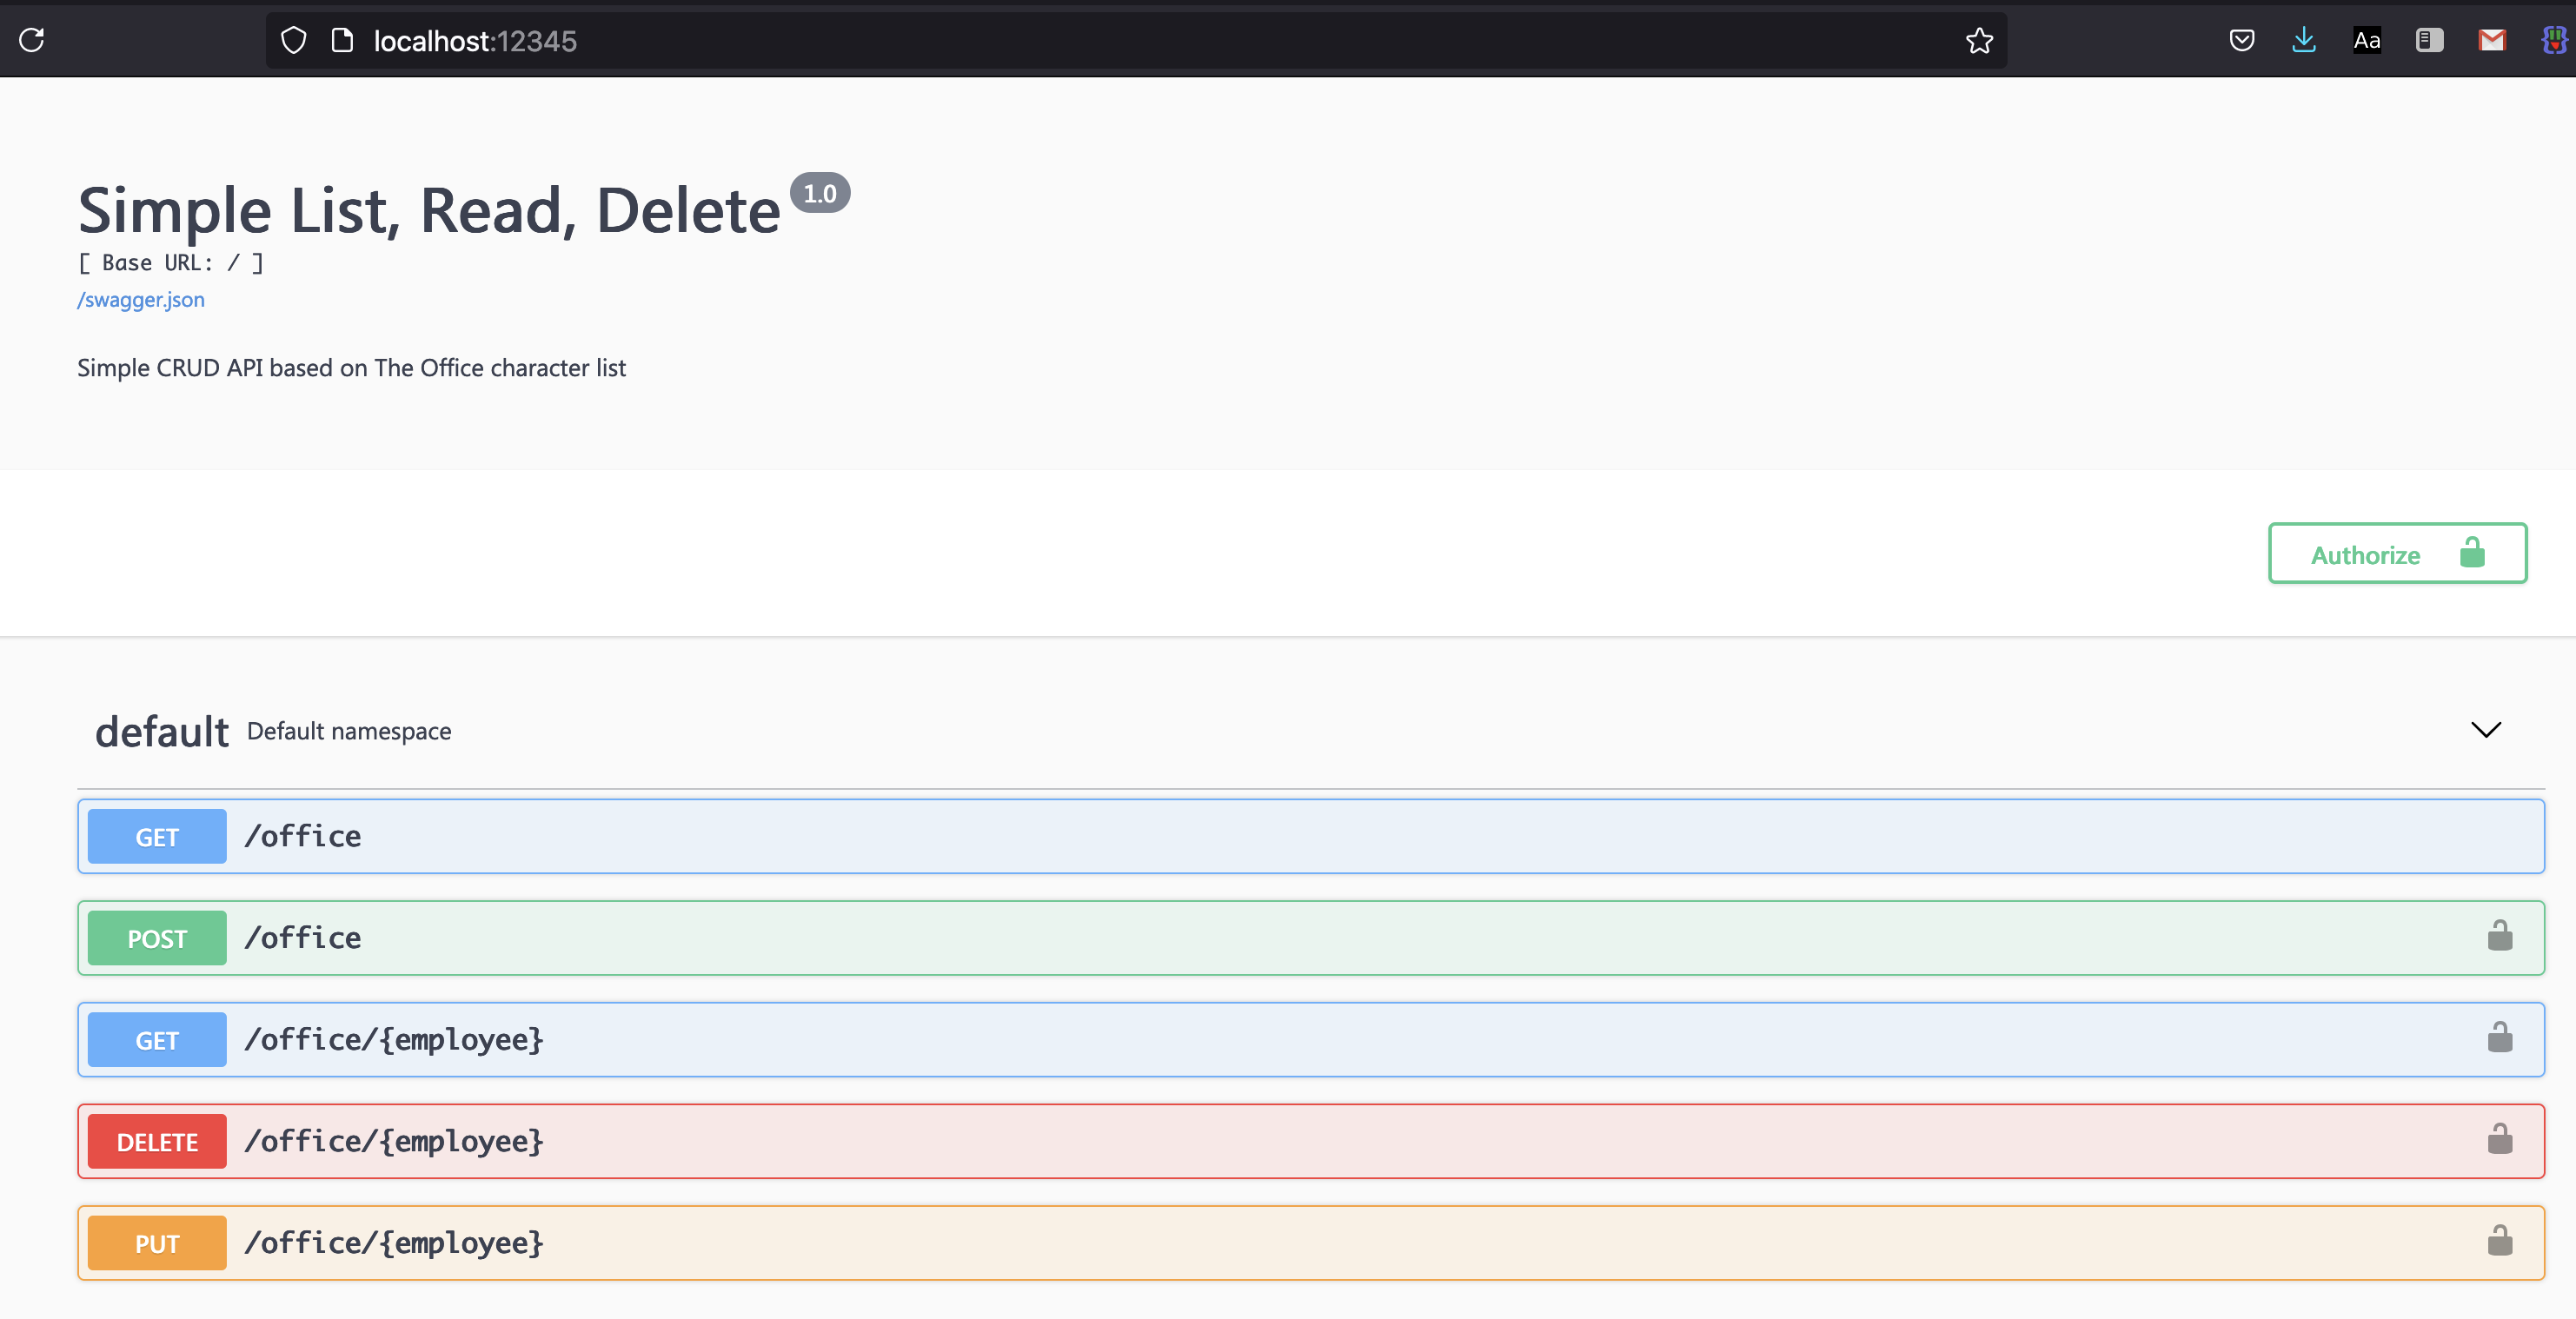 localhost:12345
Aa
Simple List, Read, Delete 1.0
[ Base URL: / ]
/swagger.json
Simple CRUD API based on The Office character list
Authorize
default Default namespace
GET /office
POST /office
GET /office/{employee}
DELETE /office/{employee}
PUT /office/{employee}